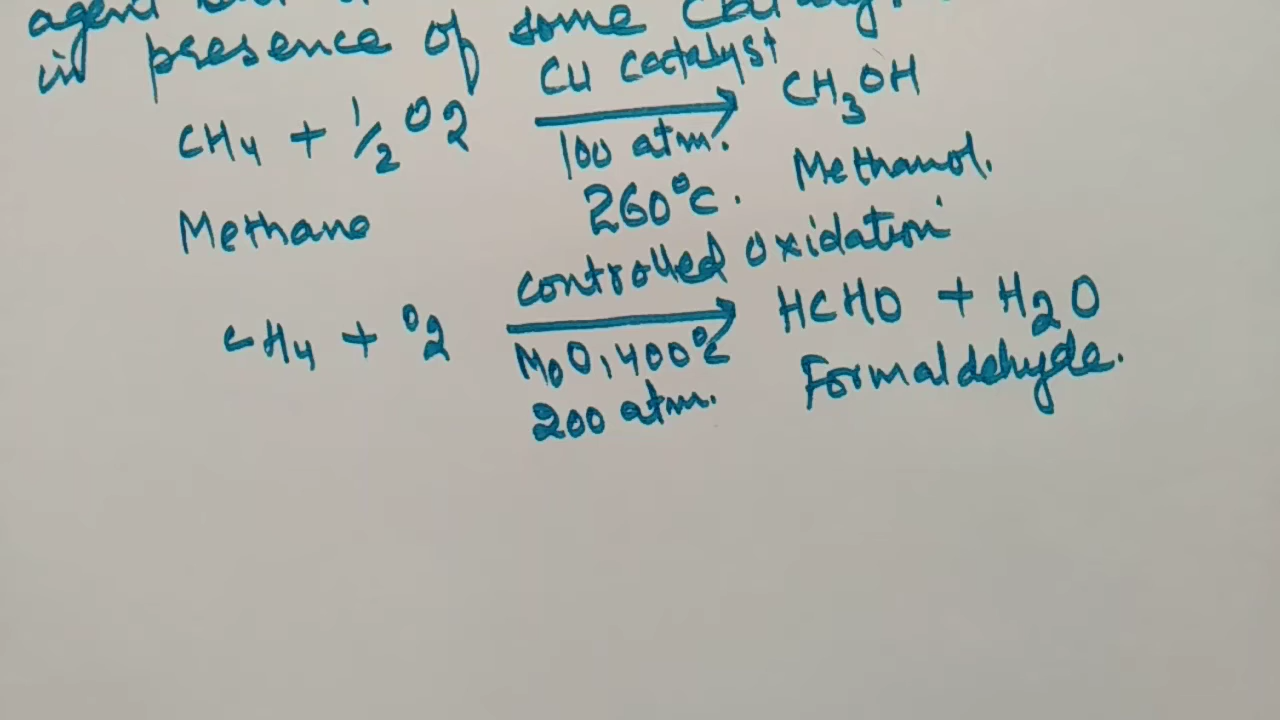 agent
in presence of some
CH4 + 1/2 O2 Cu catalyst 100 atm. 260°c. CH3OH
Methane Methanol.
CH4 + O2 controlled oxidation MoO, 400°c 200 atm. HCHO + H2O
Formaldehyde.